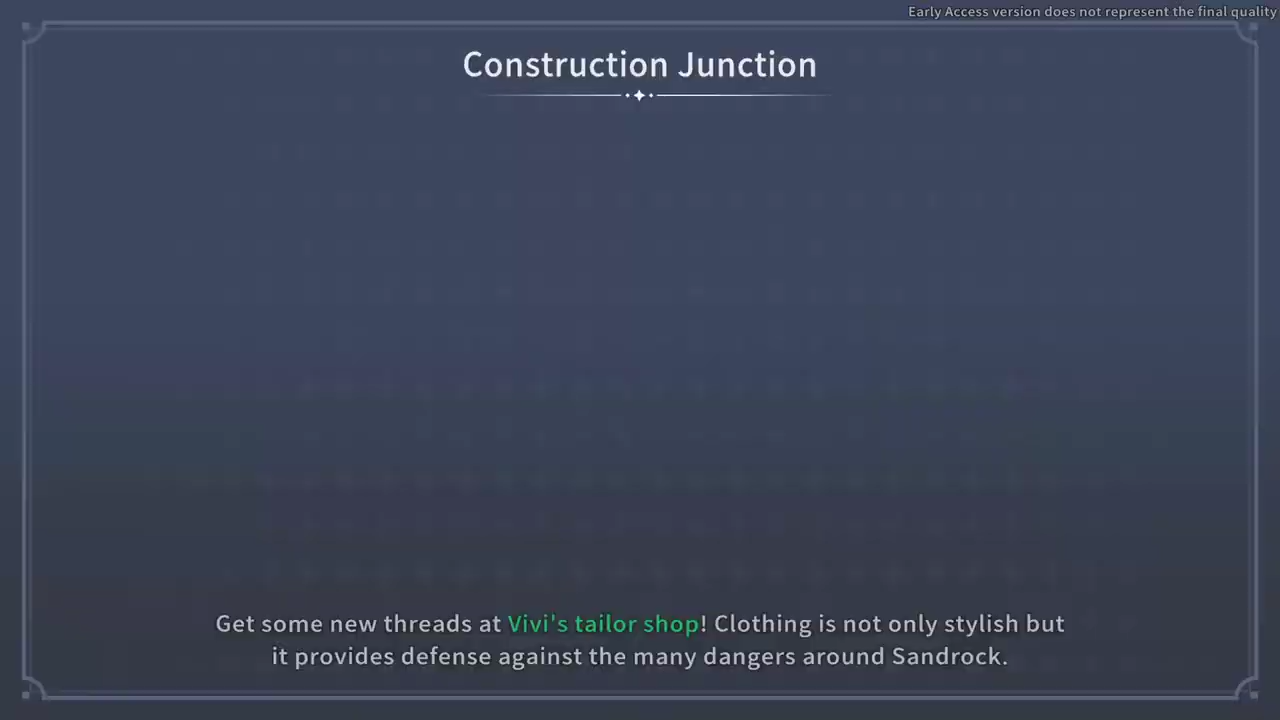 Early Access version does not represent the final quality
Construction Junction
Get some new threads at Vivi's tailor shop! Clothing is not only stylish but
it provides defense against the many dangers around Sandrock.